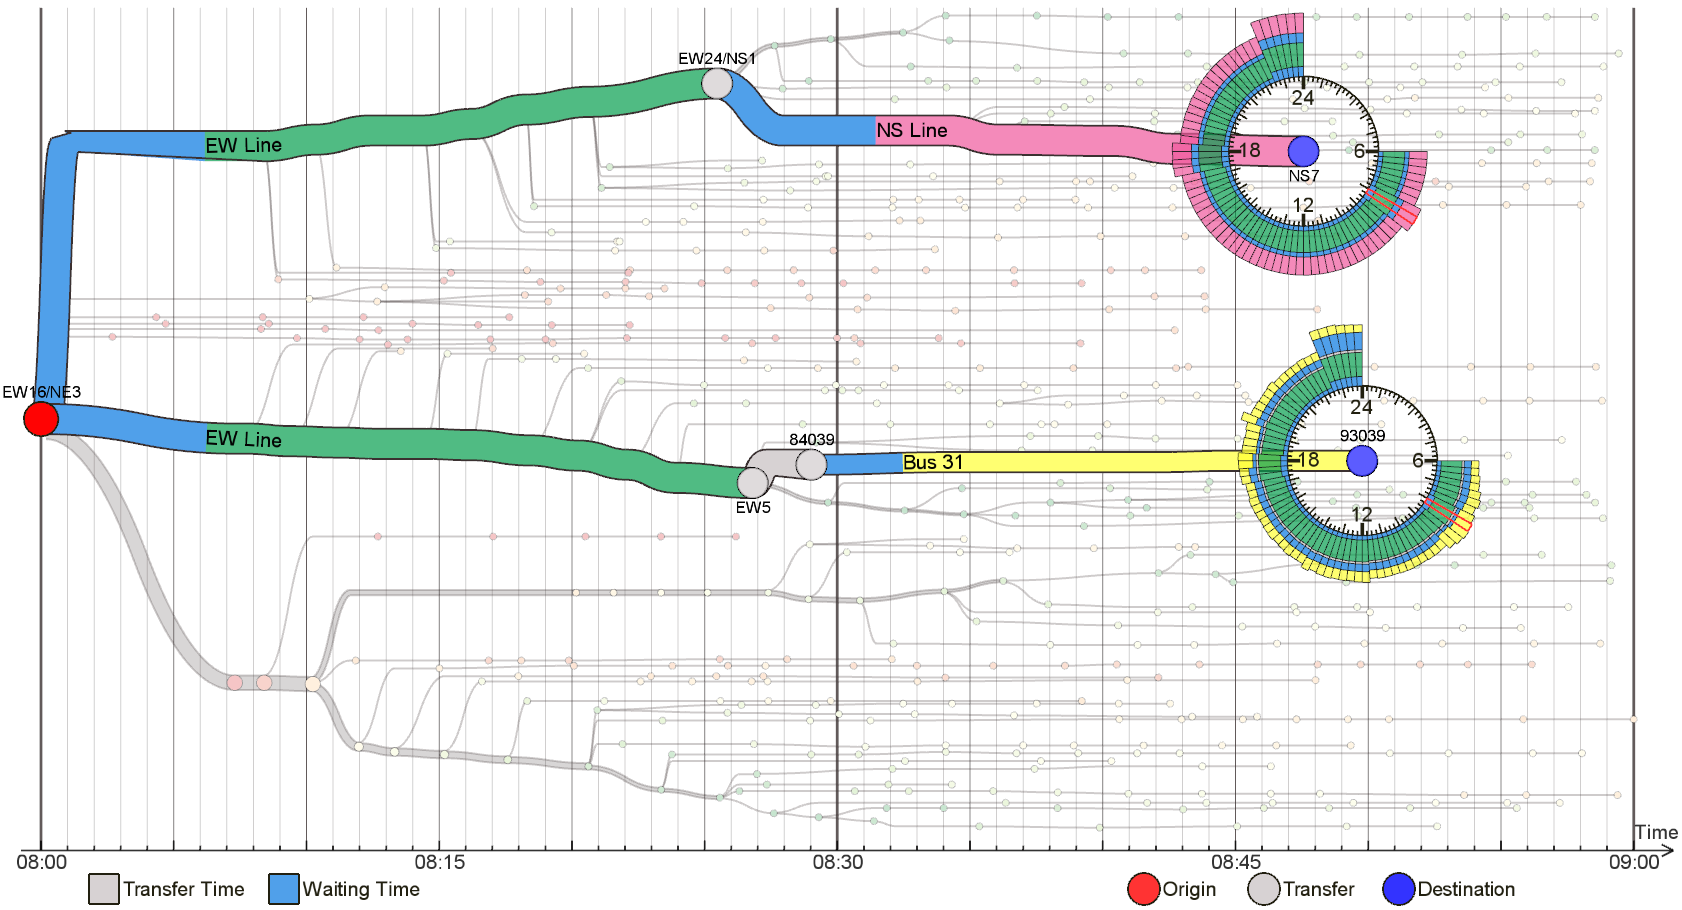 EW24/NS1
EW Line
NS Line
24
18
6
12
NS7
EW16/NE3
EW Line
84039
Bus 31
EW5
24
93039
18
6
12
Time
08:00
08:15
08:30
08:45
09:00
Transfer Time
Waiting Time
Origin
Transfer
Destination